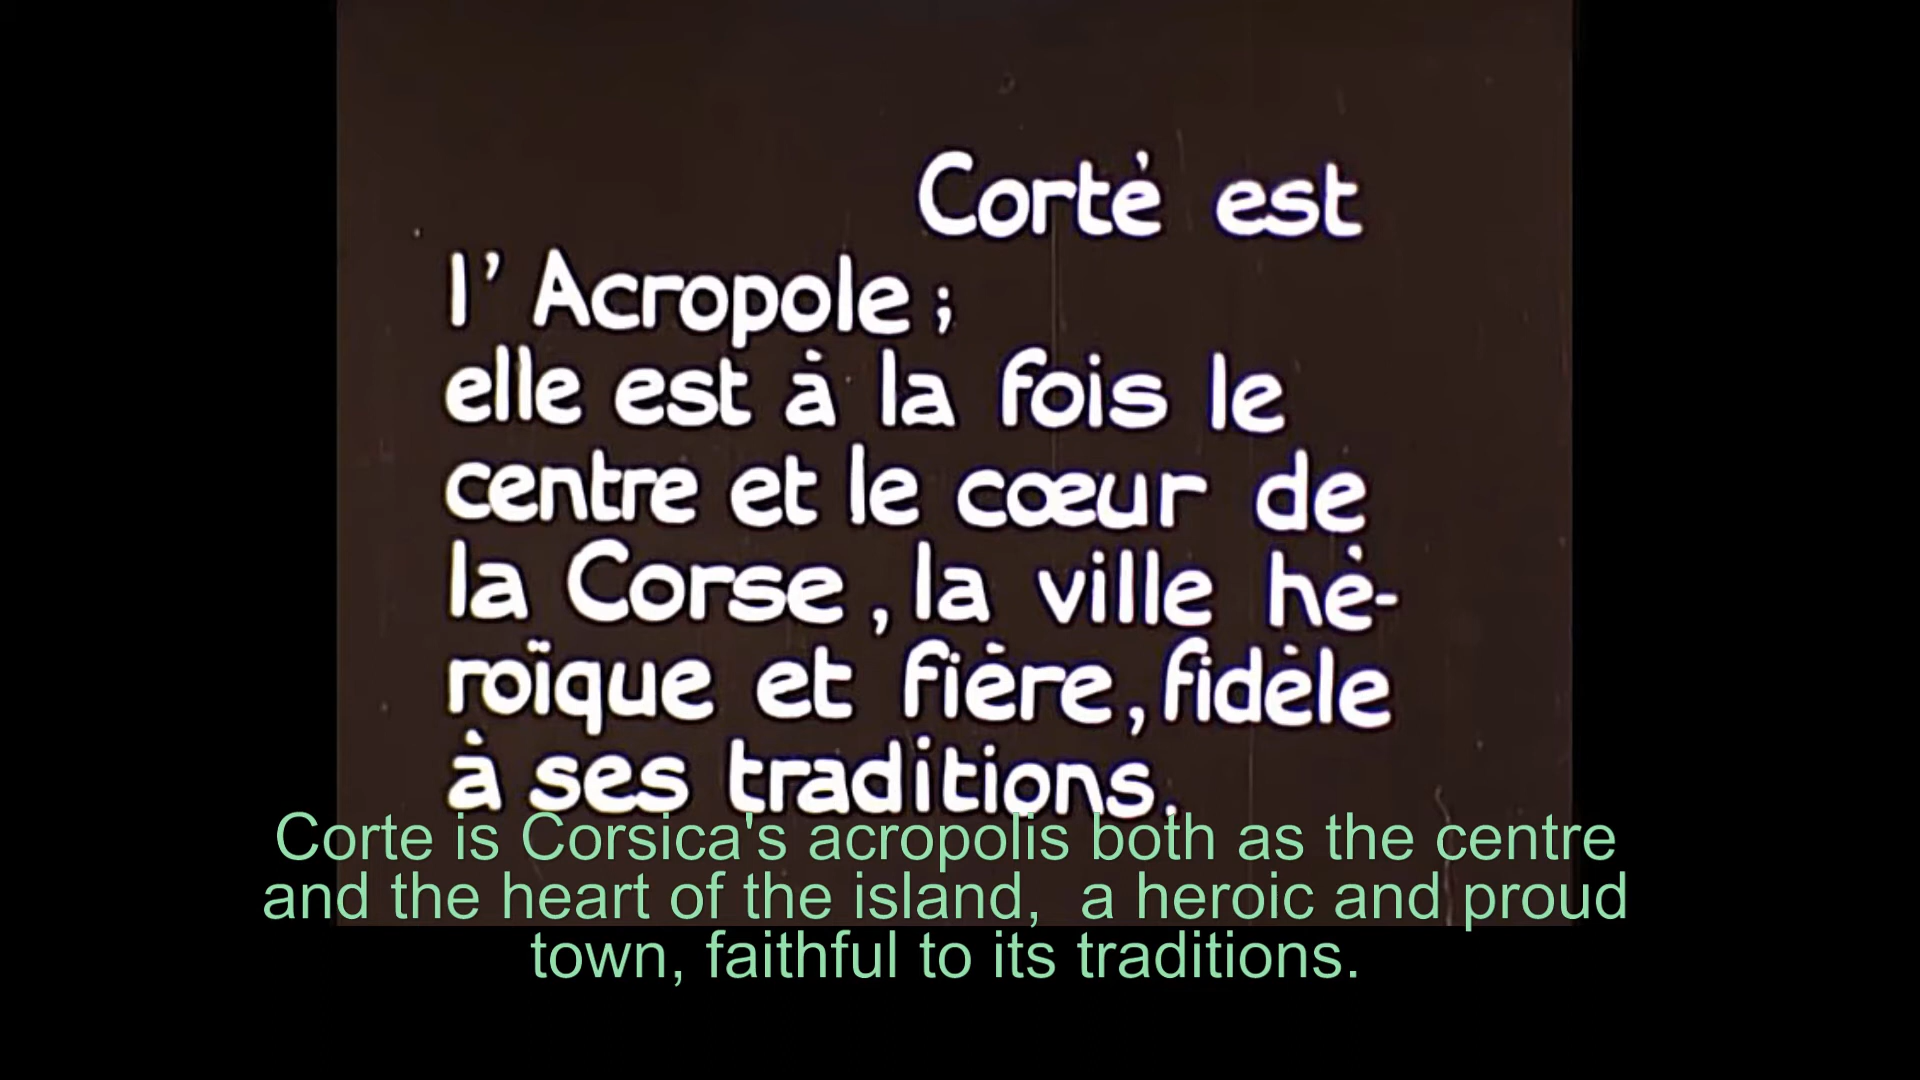 Corté est
l'Acropole ;
elle est à la fois le
centre et le cœur de
la Corse, la ville hé-
roïque et fière, fidèle
à ses traditions.
Corte is Corsica's acropolis both as the centre
and the heart of the island,  a heroic and proud
town, faithful to its traditions.